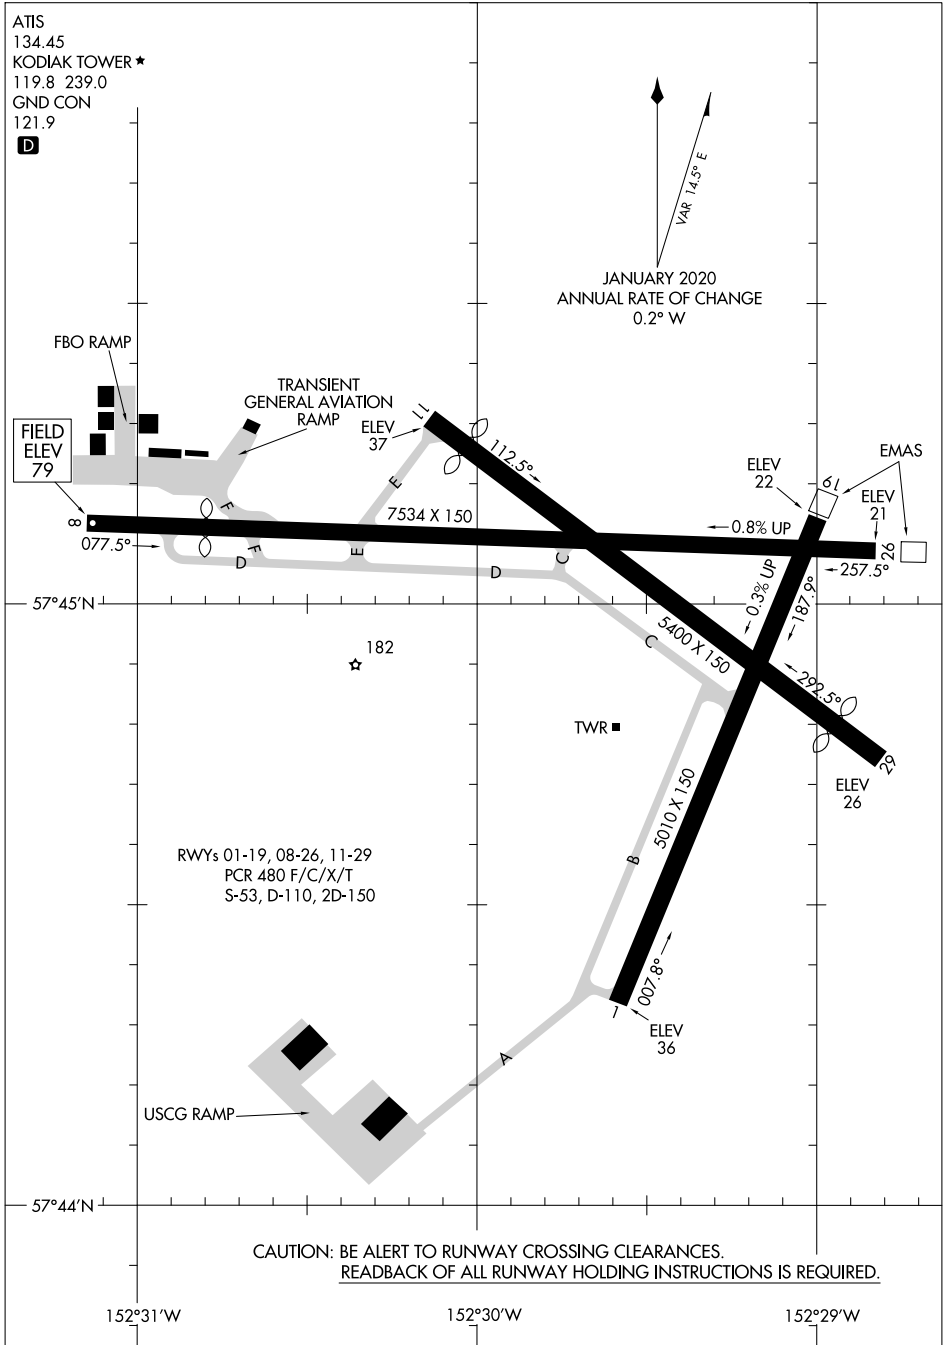 ATIS
134.45
KODIAK TOWER ★
119.8 239.0
GND CON
121.9
D
VAR 14.5° E
JANUARY 2020
ANNUAL RATE OF CHANGE
0.2° W
FBO RAMP
TRANSIENT
GENERAL AVIATION
RAMP
FIELD
ELEV
79
ELEV
37
11
112.5°
ELEV
22
19
EMAS
ELEV
21
8
077.5°
F
F
E
E
7534 X 150
0.8% UP
26
257.5°
D
D
C
C
0.3% UP
187.9°
57°45'N
182
5400 X 150
292.5°
TWR
29
ELEV
26
5010 X 150
B
RWYs 01-19, 08-26, 11-29
PCR 480 F/C/X/T
S-53, D-110, 2D-150
007.8°
1
ELEV
36
A
USCG RAMP
57°44'N
CAUTION: BE ALERT TO RUNWAY CROSSING CLEARANCES.
READBACK OF ALL RUNWAY HOLDING INSTRUCTIONS IS REQUIRED.
152°31'W
152°30'W
152°29'W